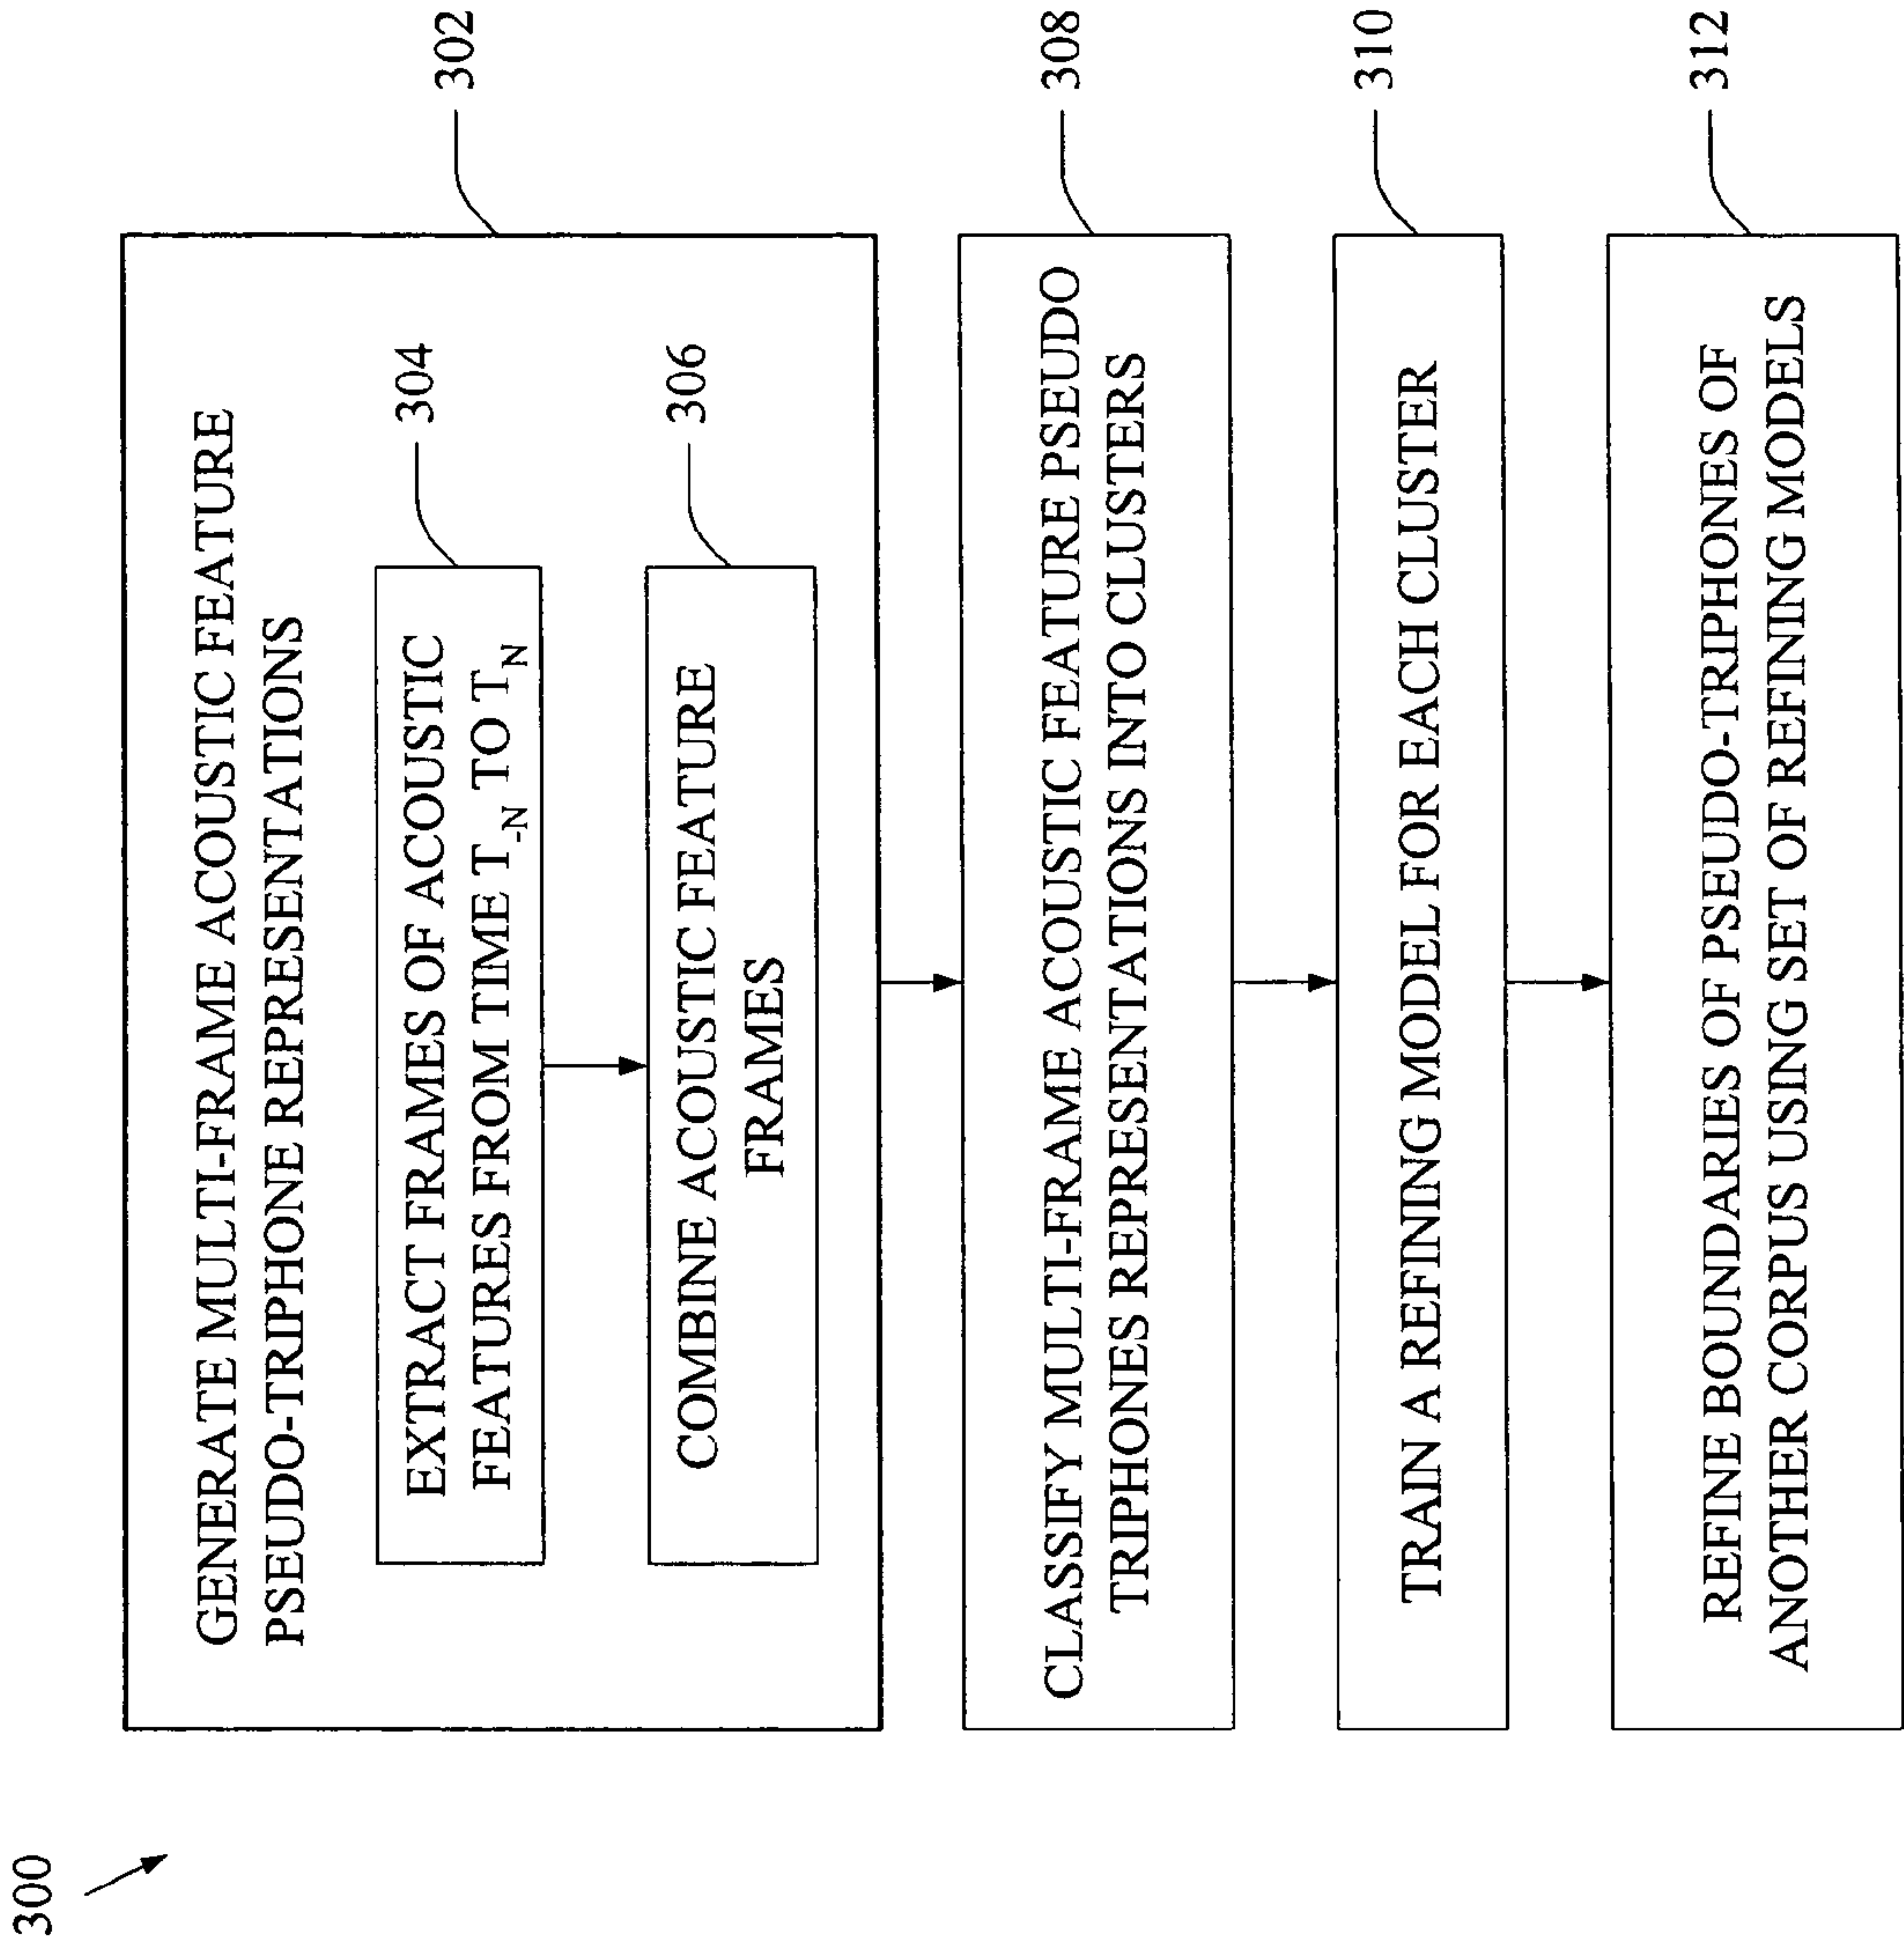 300
GENERATE MULTI-FRAME ACOUSTIC FEATURE
PSEUDO-TRIPHONE REPRESENTATIONS
302
EXTRACT FRAMES OF ACOUSTIC
FEATURES FROM TIME T-N TO TN
304
COMBINE ACOUSTIC FEATURE
FRAMES
306
CLASSIFY MULTI-FRAME ACOUSTIC FEATURE PSEUDO
TRIPHONES REPRESENTATIONS INTO CLUSTERS
308
TRAIN A REFINING MODEL FOR EACH CLUSTER
310
REFINE BOUNDARIES OF PSEUDO-TRIPHONES OF
ANOTHER CORPUS USING SET OF REFINING MODELS
312